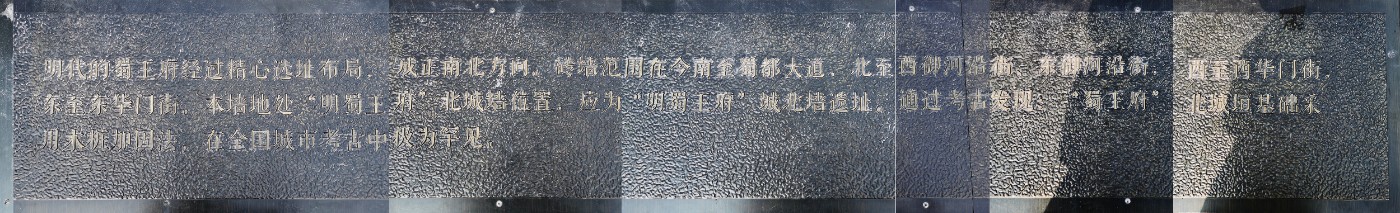 明代的蜀王府经过精心选址布局，成正南北方向。砖墙范围在今南至蜀都大道、北至西御河沿街、东御河沿街，西至西华门街，
东至东华门街。本墙地处“明蜀王府”北城墙位置，应为“明蜀王府”城北墙遗址。通过考古发现，“蜀王府”北城垣基础采
用木桩加固法，在全国城市考古中极为罕见。